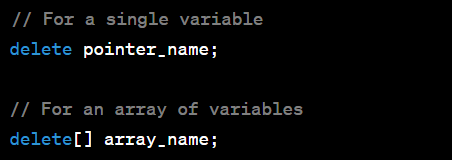 // For a single variable
delete pointer_name;
// For an array of variables
delete[] array_name;